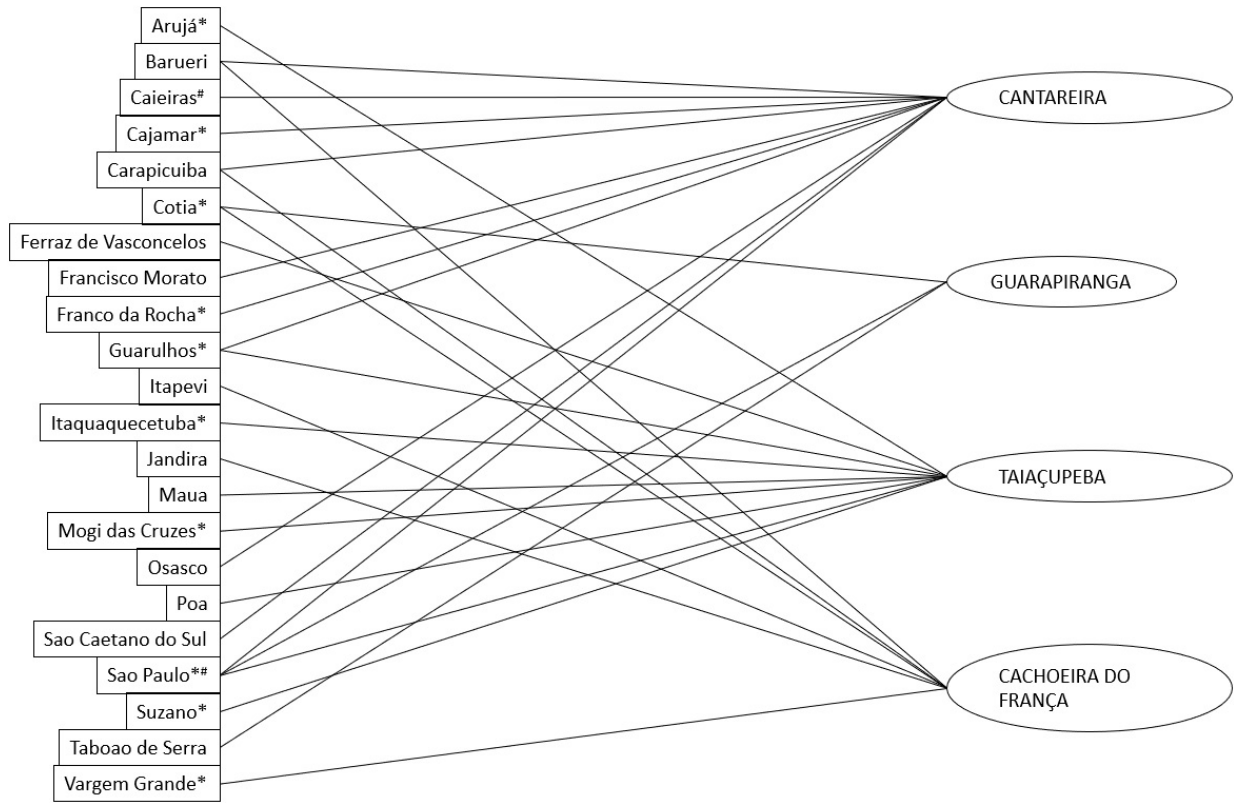 Arujá*
Barueri
Caieiras#
Cajamar*
Carapicuiba
Cotia*
Ferraz de Vasconcelos
Francisco Morato
Franco da Rocha*
Guarulhos*
Itapevi
Itaquaquecetuba*
Jandira
Maua
Mogi das Cruzes*
Osasco
Poa
Sao Caetano do Sul
Sao Paulo*#
Suzano*
Taboao de Serra
Vargem Grande*
CANTAREIRA
GUARAPIRANGA
TAIAÇUPEBA
CACHOEIRA DO
FRANÇA